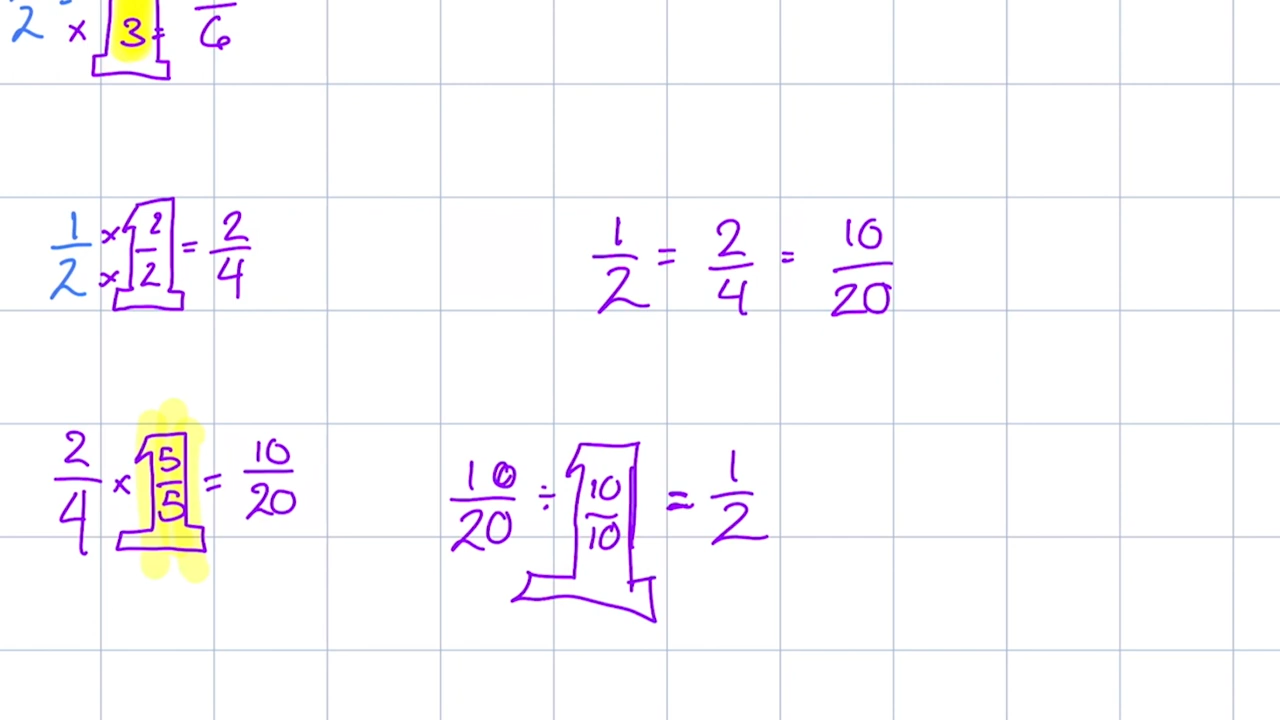 2 × 3 = 6
1/2 × 2/2 = 2/4
1/2 = 2/4 = 10/20
2/4 × 5/5 = 10/20
10/20 ÷ 10/10 = 1/2